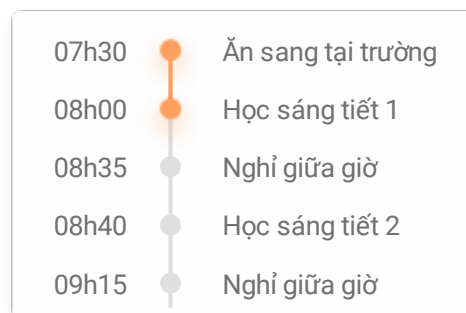 07h30 Ăn sang tại trường
08h00 Học sáng tiết 1
08h35 Nghỉ giữa giờ
08h40 Học sáng tiết 2
09h15 Nghỉ giữa giờ